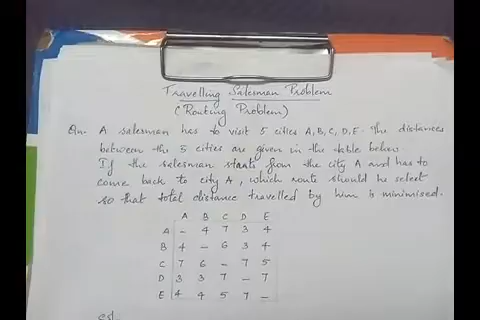 Travelling Salesman Problem
(Routing Problem)
Qn. A salesman has to visit 5 cities A, B, C, D, E. The distances
between the 5 cities are given in the table below.
If the salesman starts from the city A and has to
come back to city A, which route should he select
so that total distance travelled by him is minimised.
A B C D E
A - 4 7 3 4
B 4 - 6 3 4
C 7 6 - 7 5
D 3 3 7 - 7
E 4 4 5 7 -